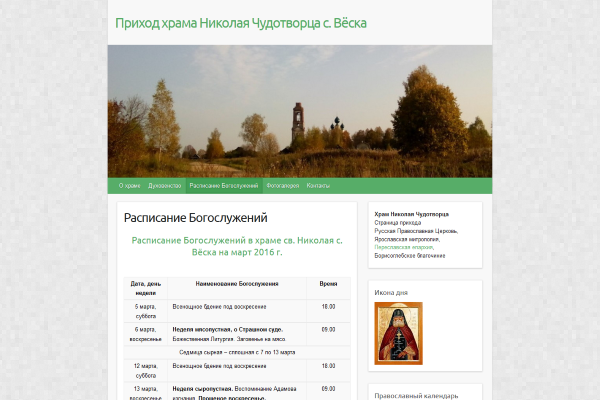 Приход храма Николая Чудотворца с. Вёска
О храме Духовенство Расписание Богослужений Фотогалерея Контакты
Расписание Богослужений
Расписание Богослужений в храме св. Николая с.
Вёска на март 2016 г.
Дата, день
недели
Наименование Богослужения
Время
5 марта,
суббота
Всенощное бдение под воскресение
18.00
6 марта,
воскресенье
Неделя мясопустная, о Страшном суде.
Божественная Литургия. Заговенье на мясо
09.00
Седмица сырная – сплошная с 7 по 13 марта
12 марта,
суббота
Всенощное бдение под воскресение
18.00
13 марта,
воскресенье
Неделя сыропустная. Воспоминание Адамова
изгнания. Прощеное воскресенье.
09.00
Храм Николая Чудотворца
Страница прихода
Русская Православная Церковь,
Ярославская митрополия,
Переславская епархия,
Борисоглебское благочиние
Икона дня
Православный календарь